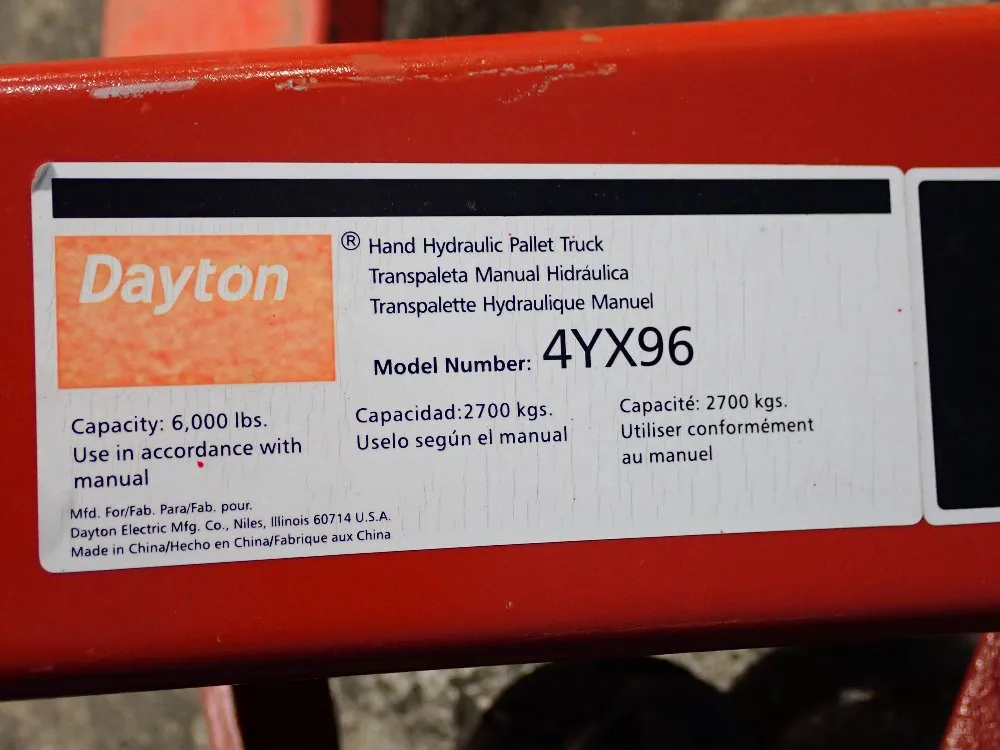 Dayton®
Hand Hydraulic Pallet Truck
Transpaleta Manual Hidráulica
Transpalette Hydraulique Manuel
Model Number: 4YX96
Capacity: 6,000 lbs.
Use in accordance with
manual
Capacidad:2700 kgs.
Uselo según el manual
Capacité: 2700 kgs.
Utiliser conformément
au manuel
Mfd. For/Fab. Para/Fab. pour.
Dayton Electric Mfg. Co., Niles, Illinois 60714 U.S.A.
Made in China/Hecho en China/Fabrique aux China